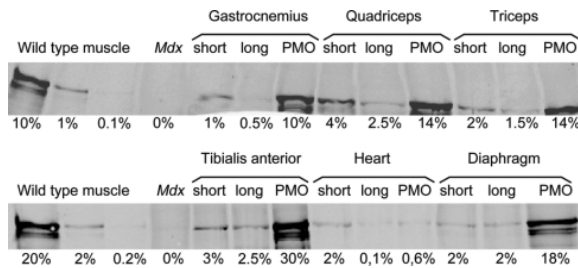 Gastrocnemius Quadriceps Triceps
Wild type muscle Mdx short long PMO short long PMO short long PMO
10% 1% 0.1% 0% 1% 0.5% 10% 4% 2.5% 14% 2% 1.5% 14%
Tibialis anterior Heart Diaphragm
Wild type muscle Mdx short long PMO short long PMO short long PMO
20% 2% 0.2% 0% 3% 2.5% 30% 2% 0,1% 0,6% 2% 2% 18%